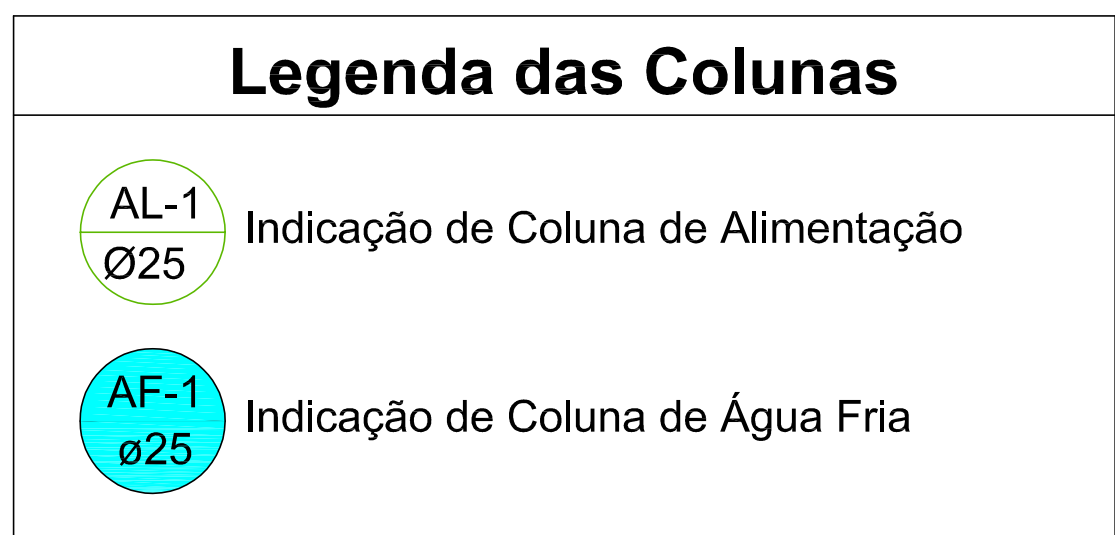 Legenda das Colunas
AL-1
Ø25
Indicação de Coluna de Alimentação
AF-1
ø25
Indicação de Coluna de Água Fria